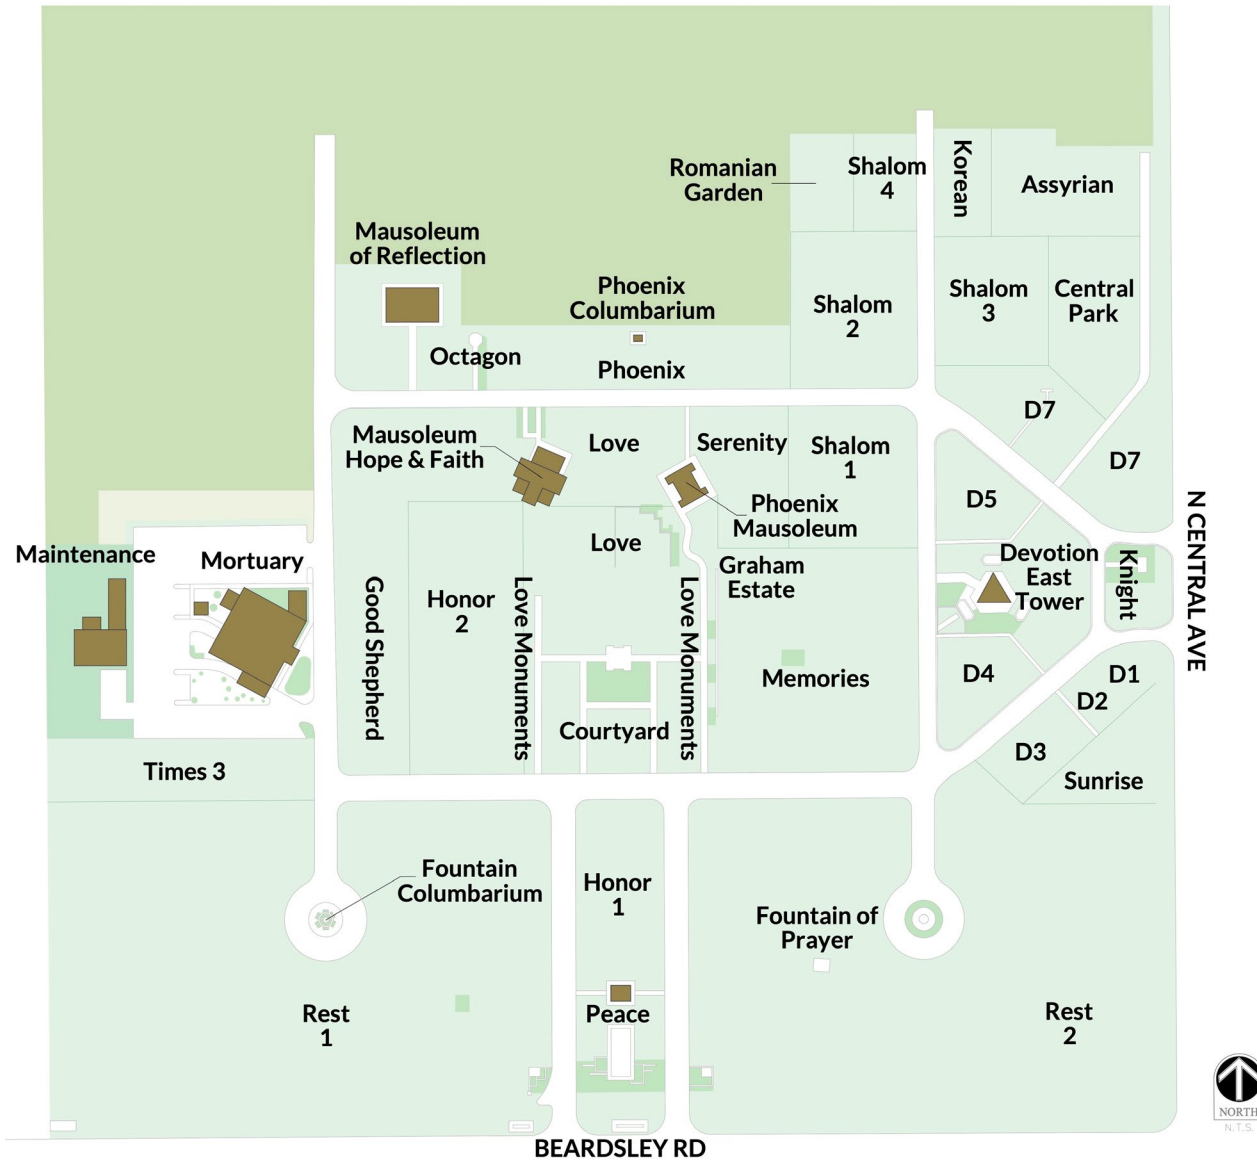 Korean
Romanian
Garden
Shalom
4
Assyrian
Mausoleum
of Reflection
Phoenix
Columbarium
Shalom
2
Shalom
3
Central
Park
Octagon
Phoenix
D7
Mausoleum
Hope & Faith
Love
Serenity
Shalom
1
D7
D5
Phoenix
Mausoleum
N CENTRAL AVE
Maintenance
Mortuary
Love
Graham
Estate
Devotion
East
Tower
Knight
Good Shepherd
Honor
2
Love Monuments
Love Monuments
Memories
D4
D1
D2
Courtyard
D3
Times 3
Sunrise
Fountain
Columbarium
Honor
1
Fountain of
Prayer
Rest
1
Peace
Rest
2
NORTH
N.T.S.
BEARDSLEY RD